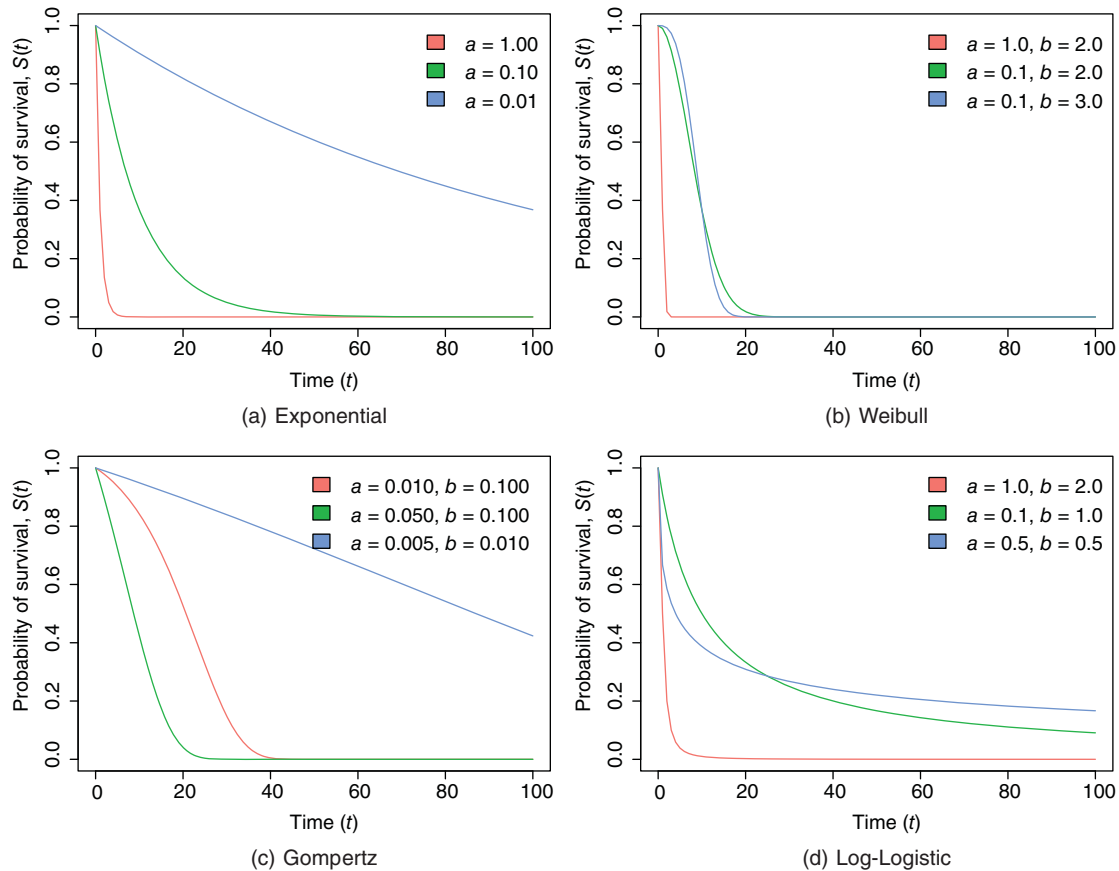 Probability of survival, S(t)
1.0
0.8
0.6
0.4
0.2
0.0
a = 1.00
a = 0.10
a = 0.01
0 20 40 60 80 100
Time (t)
(a) Exponential
Probability of survival, S(t)
1.0
0.8
0.6
0.4
0.2
0.0
a = 1.0, b = 2.0
a = 0.1, b = 2.0
a = 0.1, b = 3.0
0 20 40 60 80 100
Time (t)
(b) Weibull
Probability of survival, S(t)
1.0
0.8
0.6
0.4
0.2
0.0
a = 0.010, b = 0.100
a = 0.050, b = 0.100
a = 0.005, b = 0.010
0 20 40 60 80 100
Time (t)
(c) Gompertz
Probability of survival, S(t)
1.0
0.8
0.6
0.4
0.2
0.0
a = 1.0, b = 2.0
a = 0.1, b = 1.0
a = 0.5, b = 0.5
0 20 40 60 80 100
Time (t)
(d) Log-Logistic